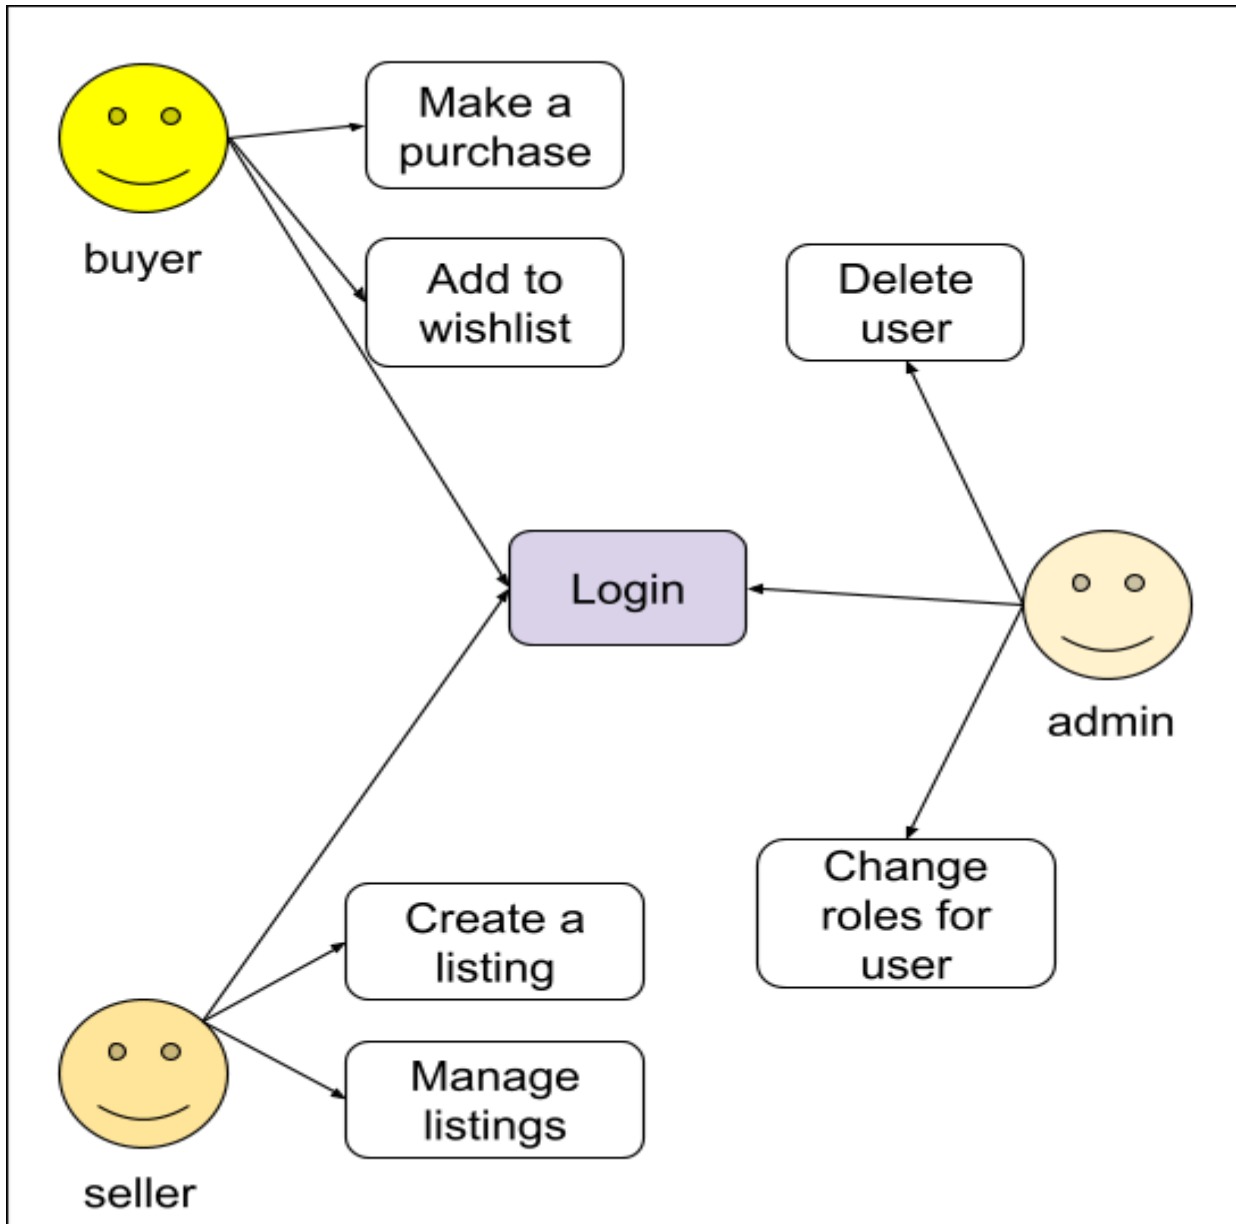 Make a
purchase
buyer
Add to
wishlist
Delete
user
Login
admin
Change
roles for
user
Create a
listing
Manage
listings
seller